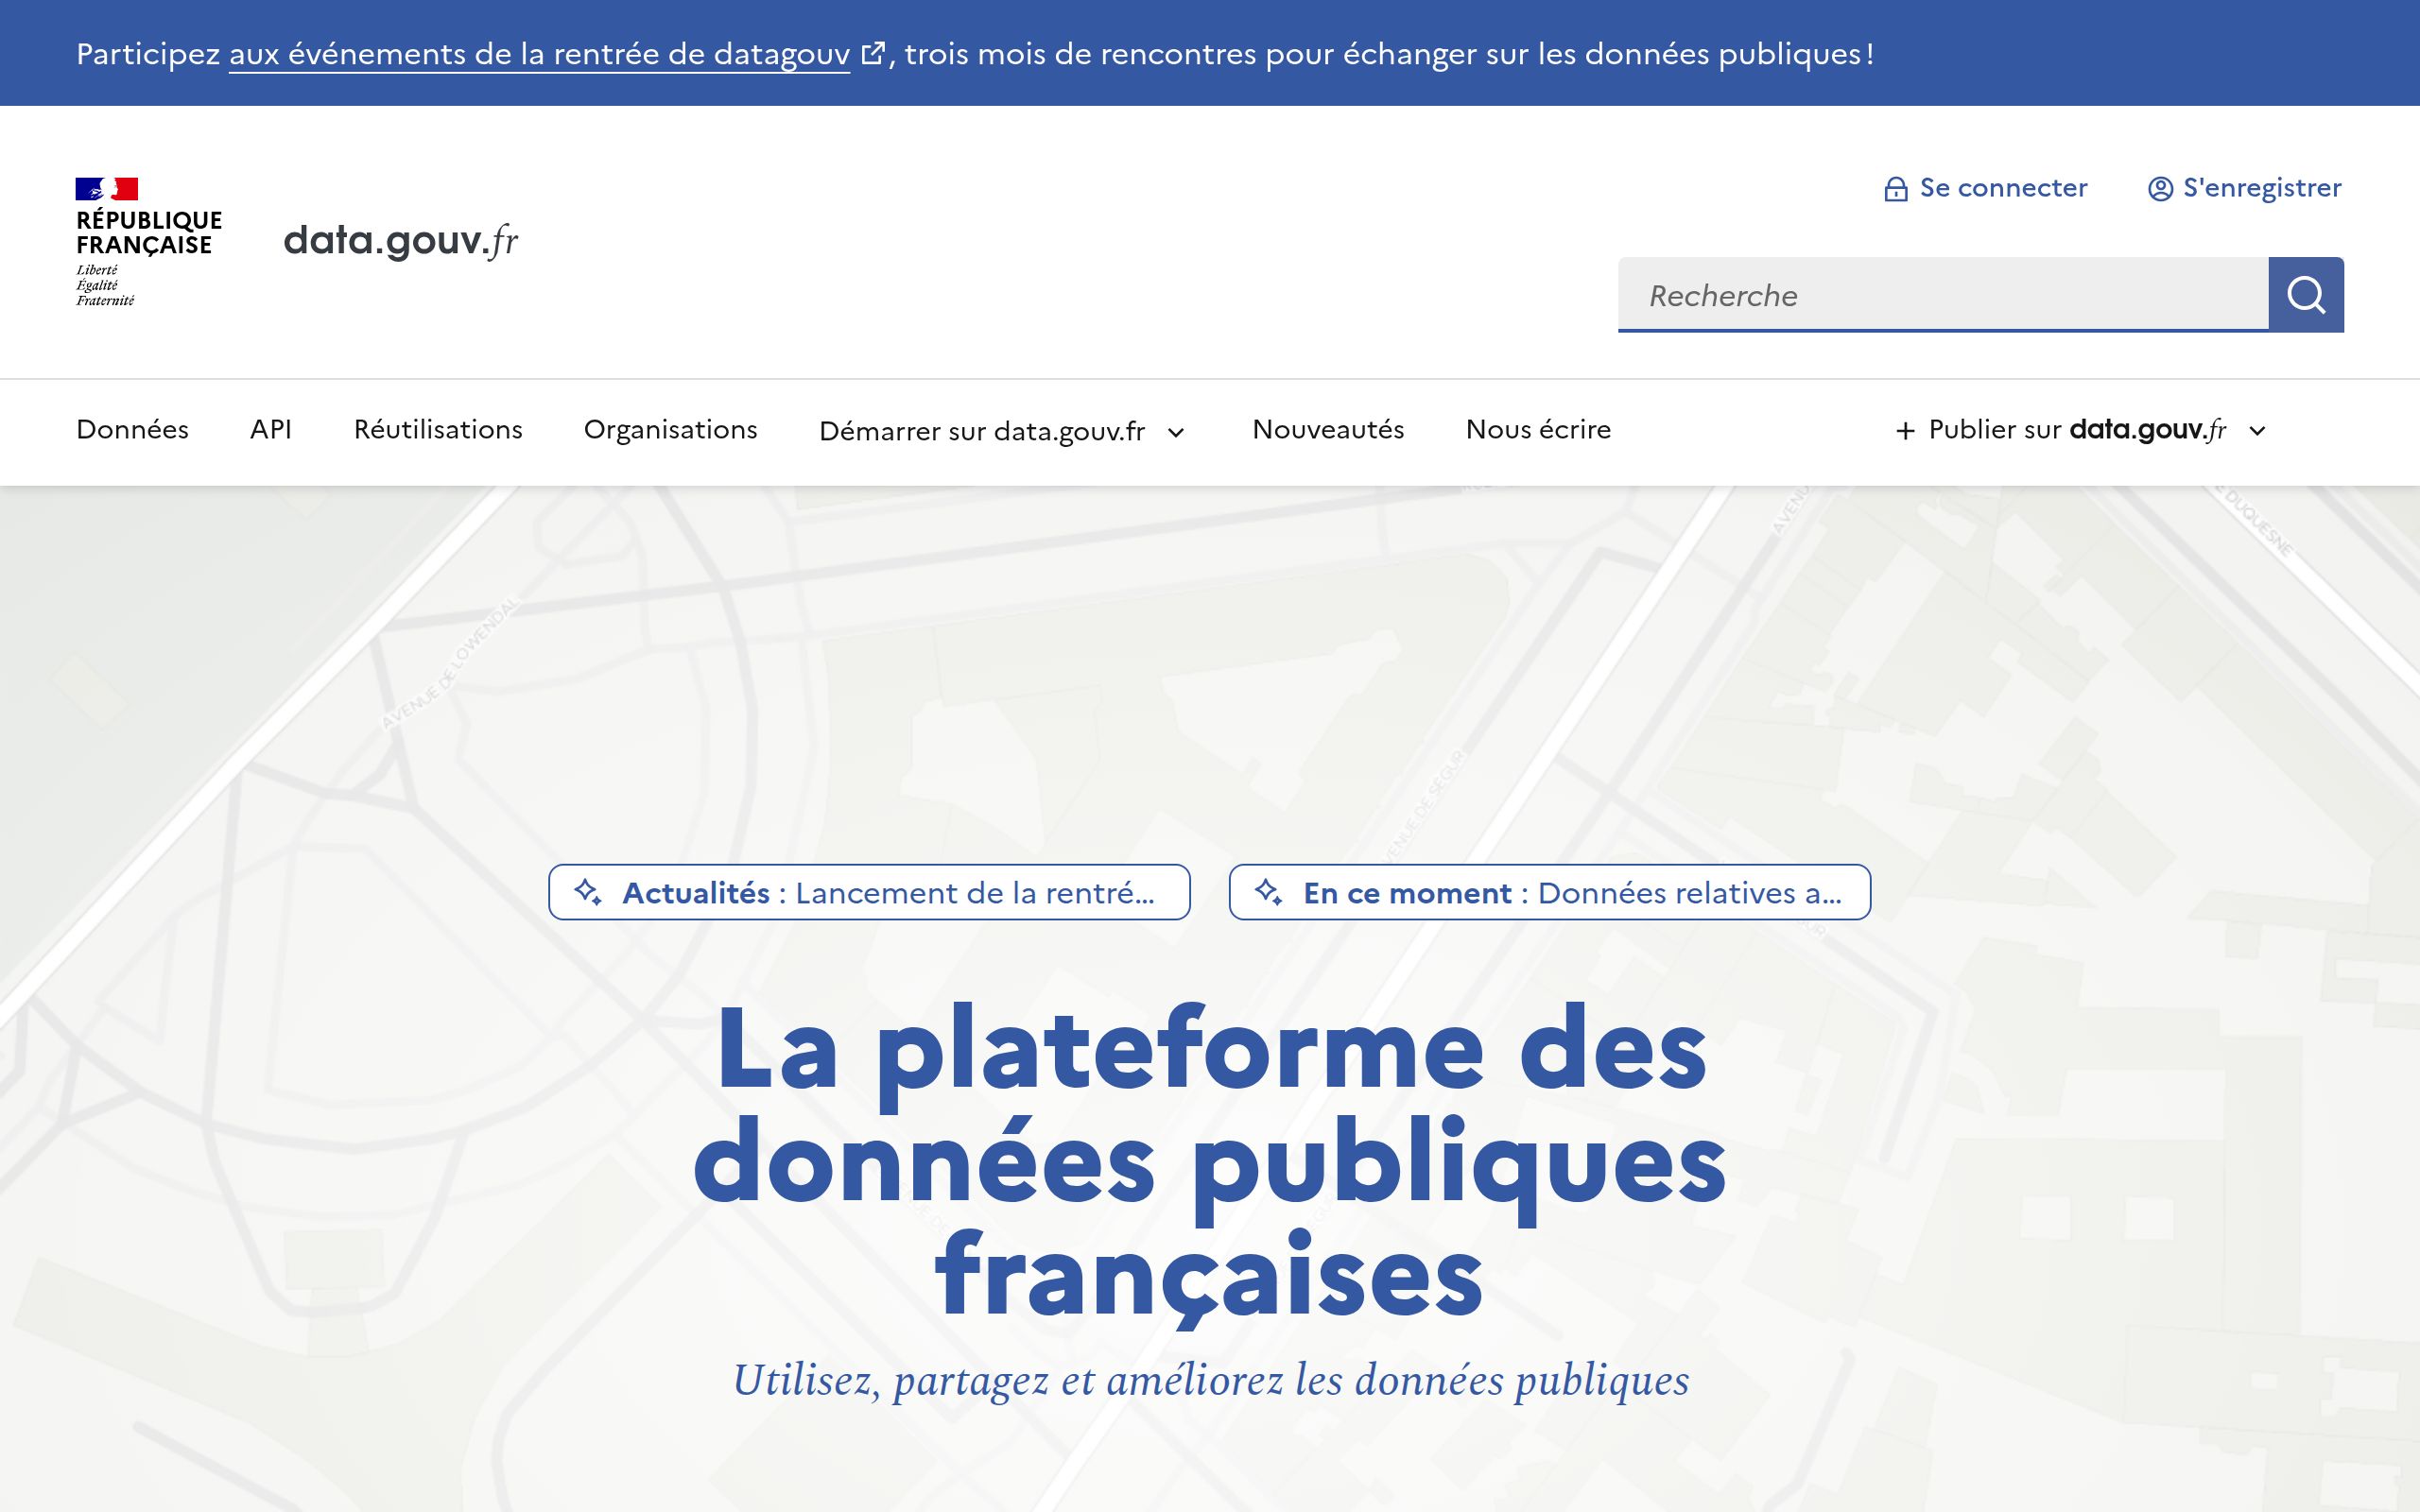 Participez aux événements de la rentrée de datagouv, trois mois de rencontres pour échanger sur les données publiques !
RÉPUBLIQUE
FRANÇAISE
Liberté
Égalité
Fraternité
data.gouv.fr
Se connecter
S'enregistrer
Recherche
Données
API
Réutilisations
Organisations
Démarrer sur data.gouv.fr
Nouveautés
Nous écrire
Publier sur data.gouv.fr
AVENUE DE LOWENDAL
DUQUESNE
AVENUE DE SEGUR
Actualités : Lancement de la rentré...
En ce moment : Données relatives a...
La plateforme des
données publiques
françaises
Utilisez, partagez et améliorez les données publiques